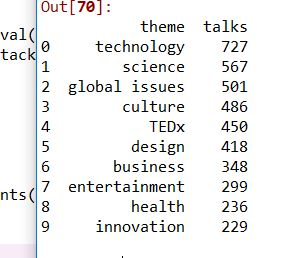 Out[70]:
theme talks
val(
0 technology 727
tack
1 science 567
2 global issues 501
3 culture 486
4 TEDx 450
5 design 418
6 business 348
7 entertainment 299
nts(
8 health 236
9 innovation 229